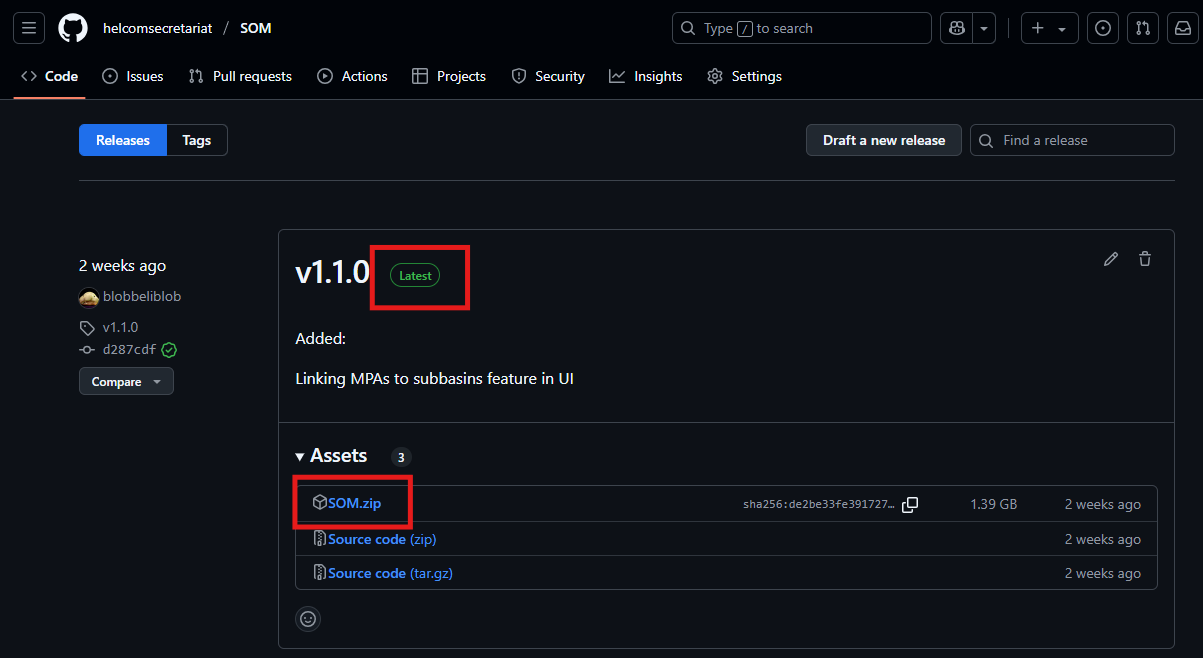 helcomsecretariat / SOM
Type / to search
Code Issues Pull requests Actions Projects Security Insights Settings
Releases Tags
Draft a new release
Find a release
2 weeks ago
blobbeliblob
v1.1.0
d287cdf
Compare
v1.1.0 Latest
Added:
Linking MPAs to subbasins feature in UI
Assets 3
SOM.zip sha256:de2be33fe391727… 1.39 GB 2 weeks ago
Source code (zip) 2 weeks ago
Source code (tar.gz) 2 weeks ago